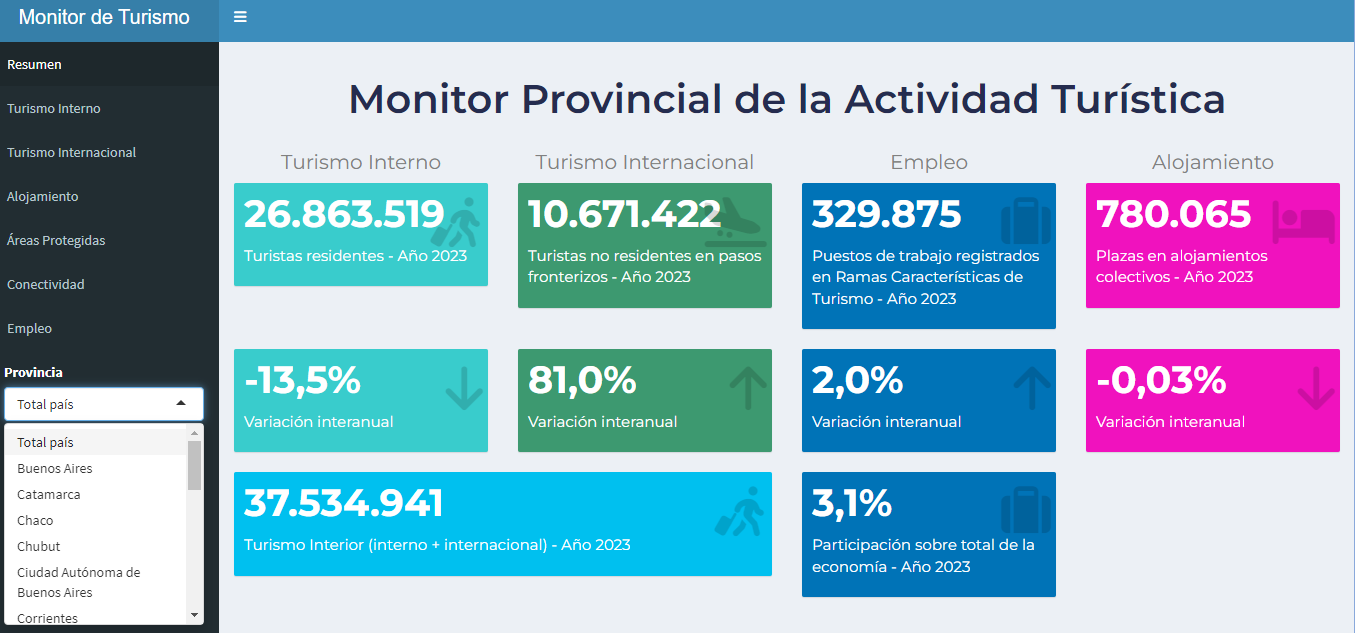 Monitor de Turismo
Resumen
Turismo Interno
Turismo Internacional
Alojamiento
Áreas Protegidas
Conectividad
Empleo
Provincia
Total país
Total país
Buenos Aires
Catamarca
Chaco
Chubut
Ciudad Autónoma de
Buenos Aires
Corrientes
Monitor Provincial de la Actividad Turística
Turismo Interno
26.863.519
Turistas residentes - Año 2023
Turismo Internacional
10.671.422
Turistas no residentes en pasos
fronterizos - Año 2023
Empleo
329.875
Puestos de trabajo registrados
en Ramas Características de
Turismo - Año 2023
Alojamiento
780.065
Plazas en alojamientos
colectivos - Año 2023
-13,5%
Variación interanual
81,0%
Variación interanual
2,0%
Variación interanual
-0,03%
Variación interanual
37.534.941
Turismo Interior (interno + internacional) - Año 2023
3,1%
Participación sobre total de la
economía - Año 2023